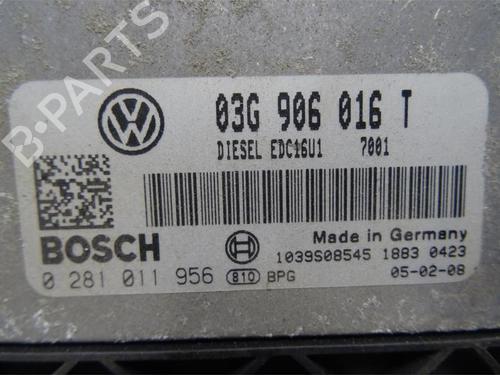 03G 906 016 T
DIESEL EDC16U1 7001
BOSCH
Made in Germany
1039S08545 1883 0423
0 281 011 956 810 BPG 05-02-08
B-PARTS